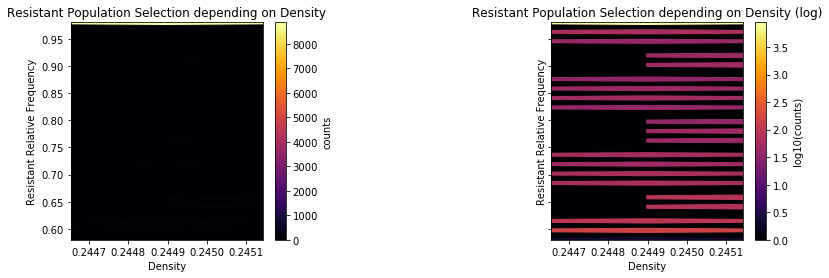 Resistant Population Selection depending on Density
Resistant Relative Frequency
0.95
0.90
0.85
0.80
0.75
0.70
0.65
0.60
0.2447 0.2448 0.2449 0.2450 0.2451
Density
8000
7000
6000
5000
4000
3000
2000
1000
0
counts
Resistant Population Selection depending on Density (log)
Resistant Relative Frequency
0.2447 0.2448 0.2449 0.2450 0.2451
Density
3.5
3.0
2.5
2.0
1.5
1.0
0.5
0.0
log10(counts)